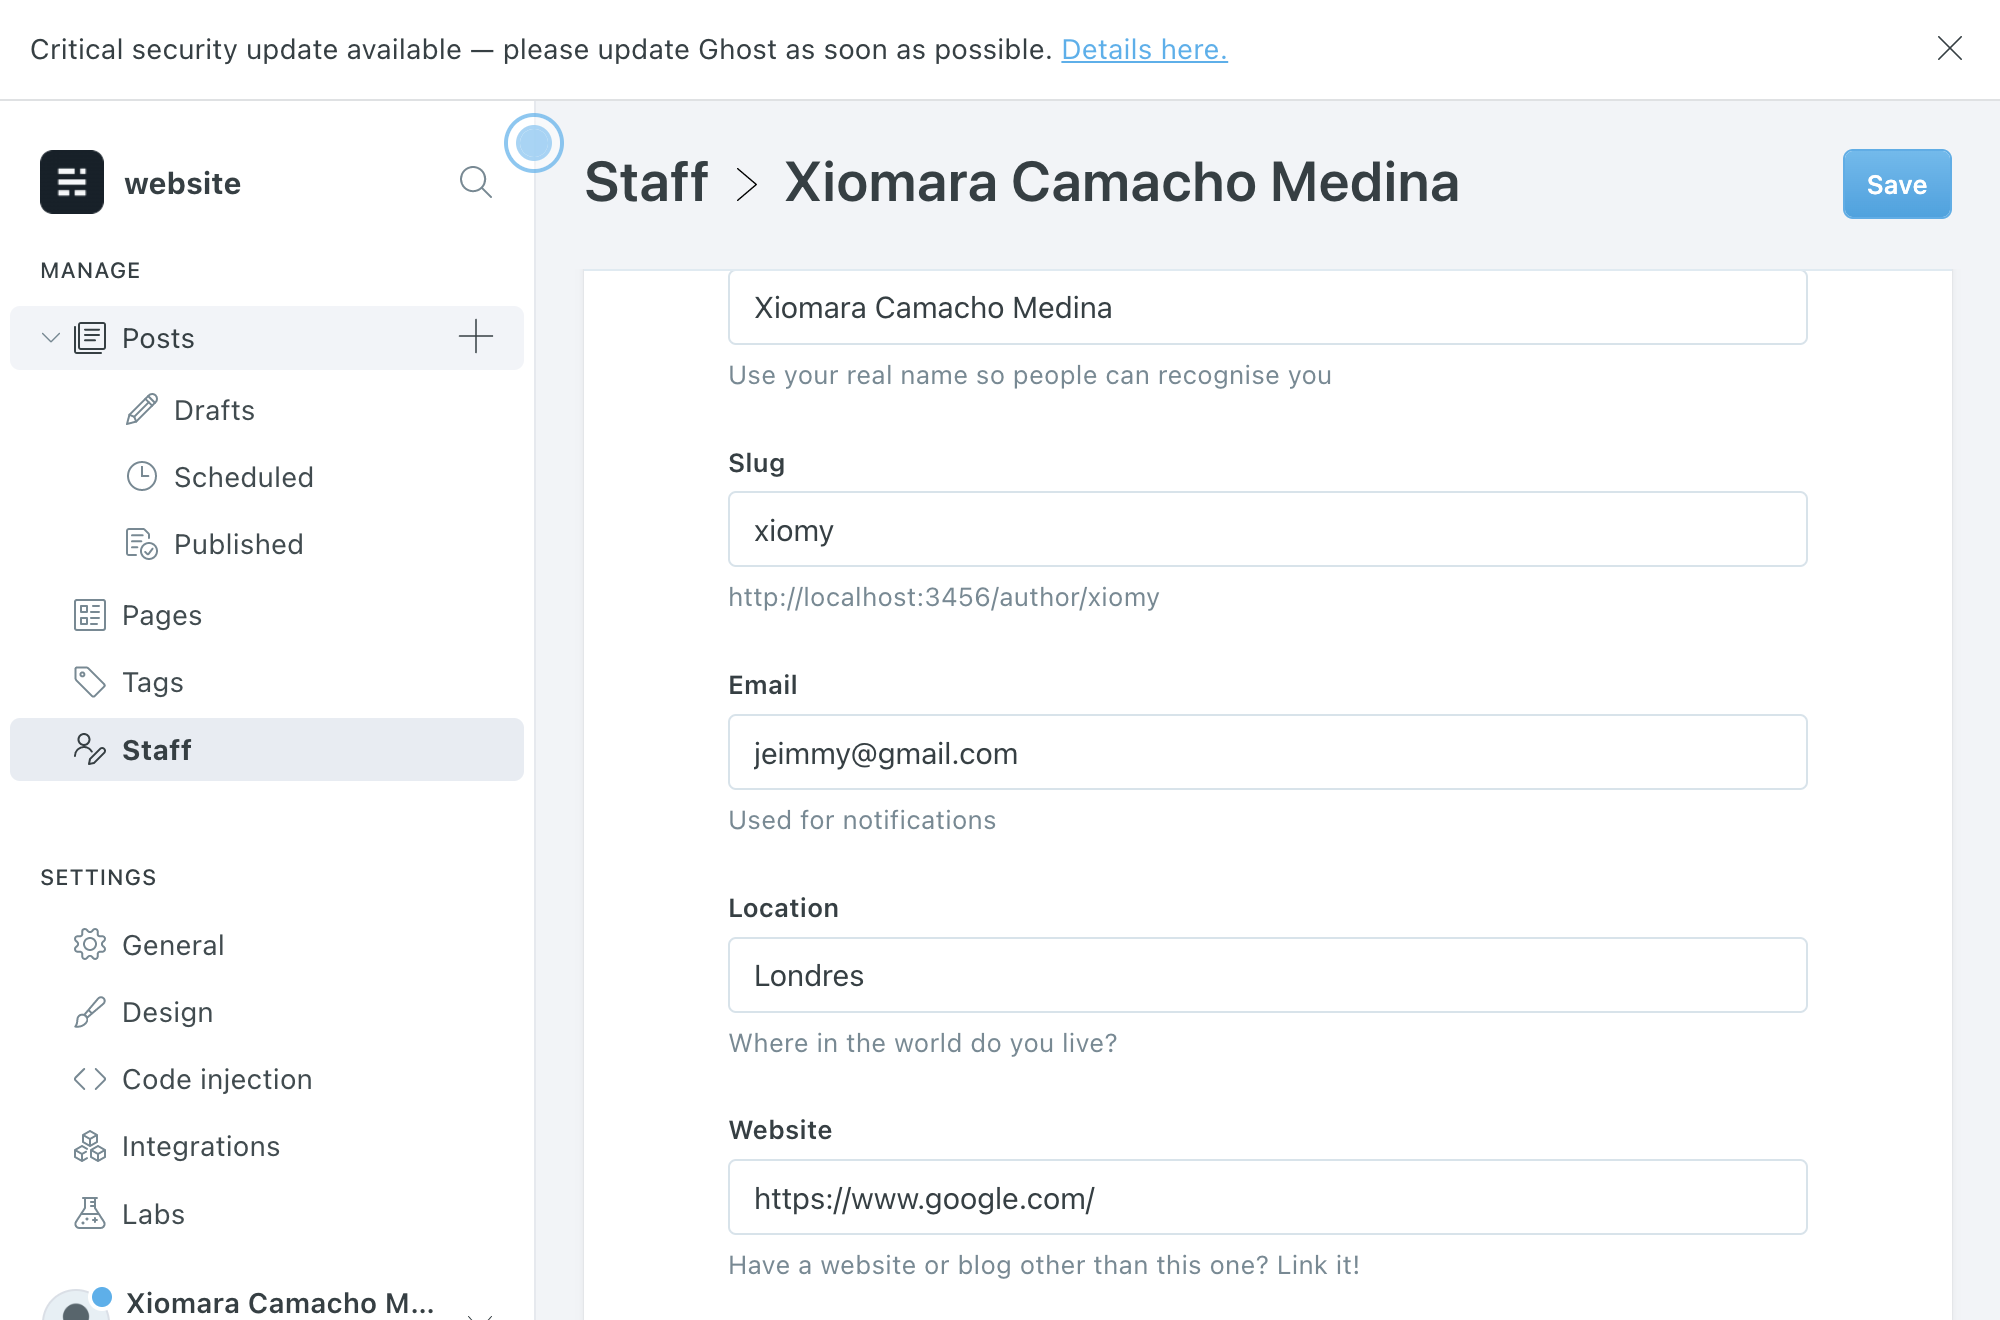 Critical security update available — please update Ghost as soon as possible. Details here.
website
MANAGE
Posts
Drafts
Scheduled
Published
Pages
Tags
Staff
SETTINGS
General
Design
Code injection
Integrations
Labs
Xiomara Camacho M...
Staff > Xiomara Camacho Medina
Save
Xiomara Camacho Medina
Use your real name so people can recognise you
Slug
xiomy
http://localhost:3456/author/xiomy
Email
jeimmy@gmail.com
Used for notifications
Location
Londres
Where in the world do you live?
Website
https://www.google.com/
Have a website or blog other than this one? Link it!